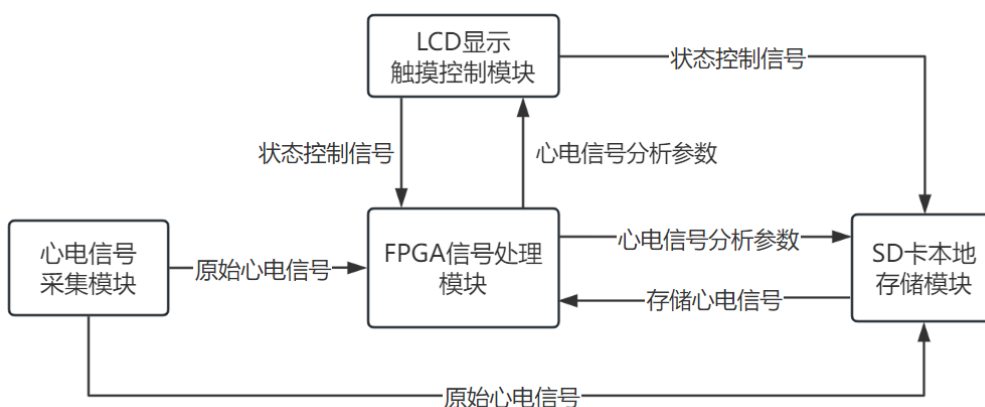 LCD显示
触摸控制模块
状态控制信号
状态控制信号
心电信号分析参数
心电信号
采集模块
原始心电信号
FPGA信号处理
模块
心电信号分析参数
存储心电信号
SD卡本地
存储模块
原始心电信号